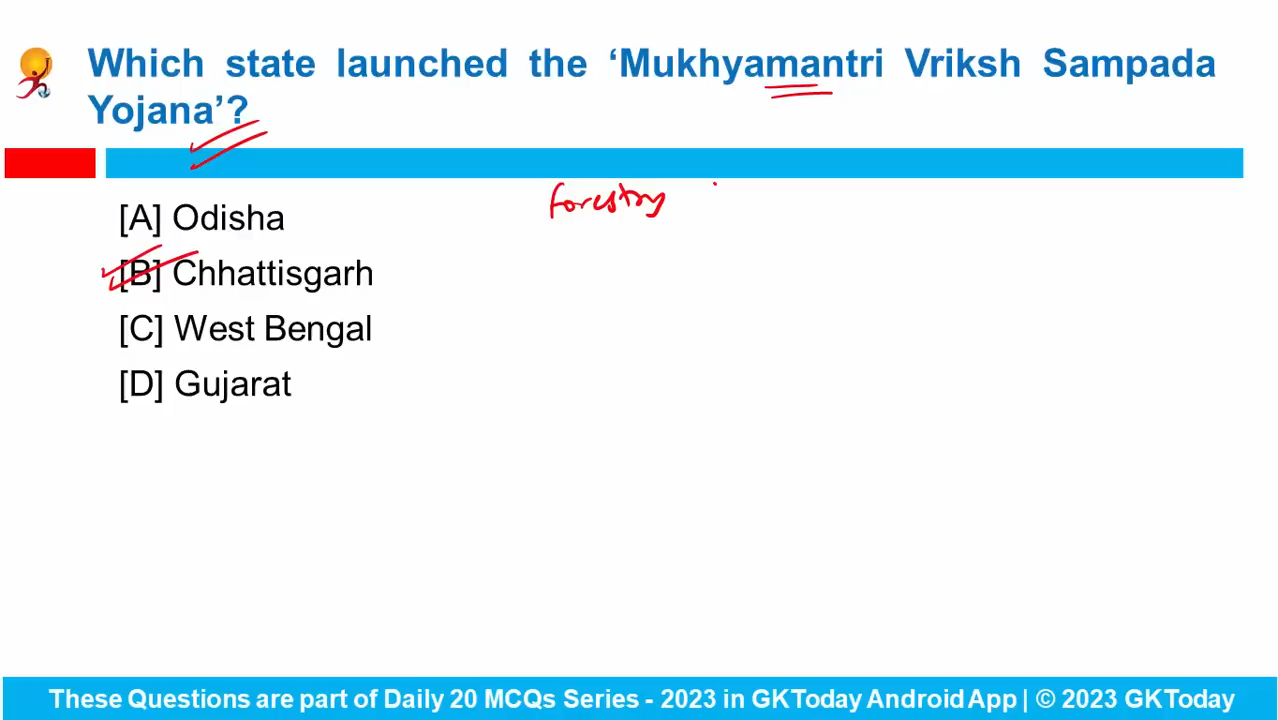 Which state launched the ‘Mukhyamantri Vriksh Sampada
Yojana’?
forestry
[A] Odisha
[B] Chhattisgarh
[C] West Bengal
[D] Gujarat
These Questions are part of Daily 20 MCQs Series - 2023 in GKToday Android App | © 2023 GKToday